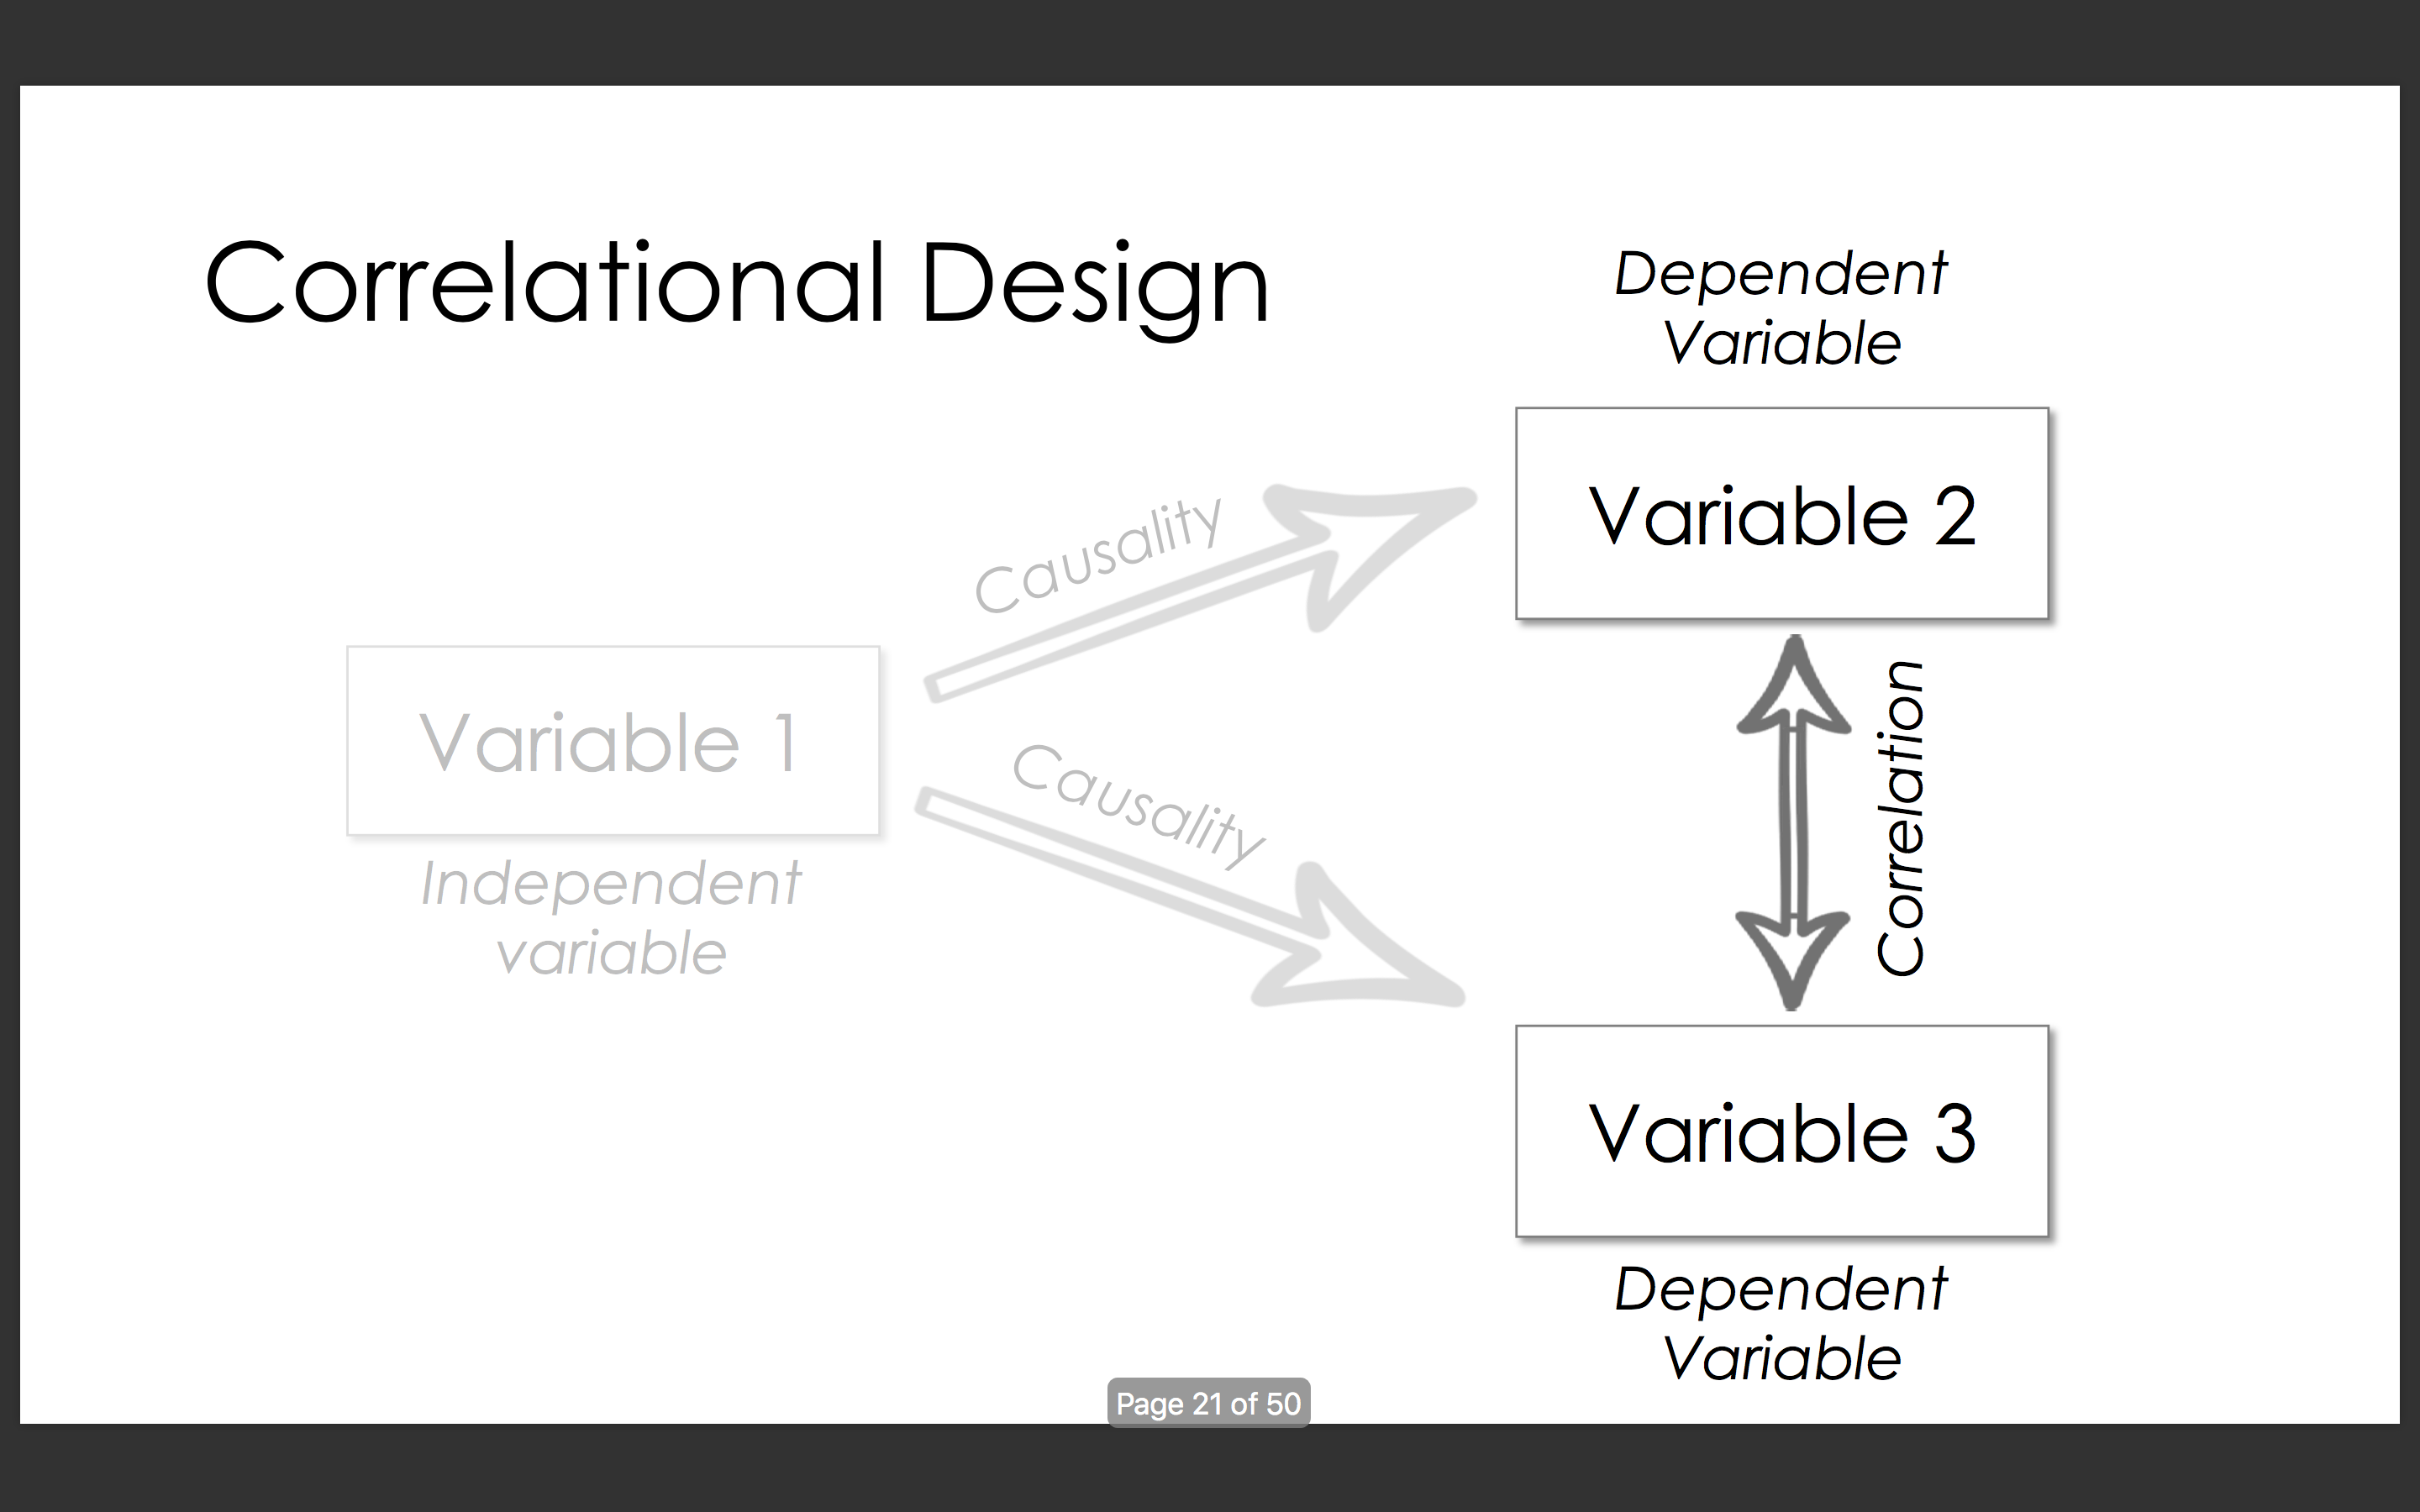 Correlational Design
Dependent
Variable
Variable 2
Causality
Variable 1
Independent
variable
Causality
Correlation
Variable 3
Dependent
Variable
Page 21 of 50